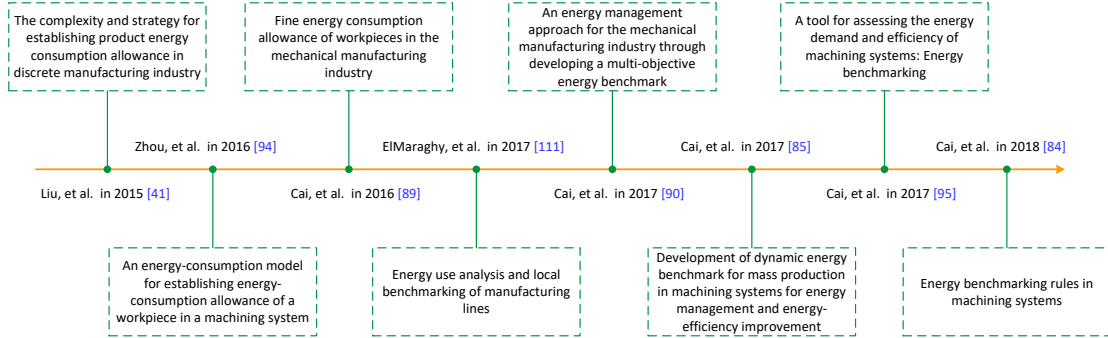 The complexity and strategy for
establishing product energy
consumption allowance in
discrete manufacturing industry
Fine energy consumption
allowance of workpieces in the
mechanical manufacturing
industry
An energy management
approach for the mechanical
manufacturing industry through
developing a multi-objective
energy benchmark
A tool for assessing the energy
demand and efficiency of
machining systems: Energy
benchmarking
Zhou, et al. in 2016 [94]
ElMaraghy, et al. in 2017 [111]
Cai, et al. in 2017 [85]
Cai, et al. in 2018 [84]
Liu, et al. in 2015 [41]
Cai, et al. in 2016 [89]
Cai, et al. in 2017 [90]
Cai, et al. in 2017 [95]
An energy-consumption model
for establishing energy-
consumption allowance of a
workpiece in a machining system
Energy use analysis and local
benchmarking of manufacturing
lines
Development of dynamic energy
benchmark for mass production
in machining systems for energy
management and energy-
efficiency improvement
Energy benchmarking rules in
machining systems